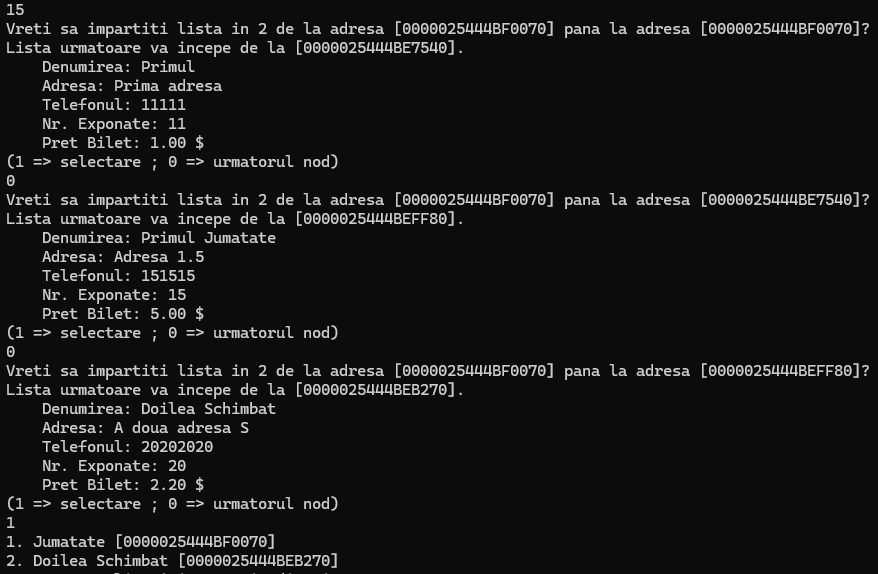 15
Vreti sa impartiti lista in 2 de la adresa [0000025444BF0070] pana la adresa [0000025444BF0070]?
Lista urmatoare va incepe de la [0000025444BE7540].
Denumirea: Primul
Adresa: Prima adresa
Telefonul: 11111
Nr. Exponate: 11
Pret Bilet: 1.00 $
(1 => selectare ; 0 => urmatorul nod)
0
Vreti sa impartiti lista in 2 de la adresa [0000025444BF0070] pana la adresa [0000025444BE7540]?
Lista urmatoare va incepe de la [0000025444BEFF80].
Denumirea: Primul Jumatate
Adresa: Adresa 1.5
Telefonul: 151515
Nr. Exponate: 15
Pret Bilet: 5.00 $
(1 => selectare ; 0 => urmatorul nod)
0
Vreti sa impartiti lista in 2 de la adresa [0000025444BF0070] pana la adresa [0000025444BEFF80]?
Lista urmatoare va incepe de la [0000025444BEB270].
Denumirea: Doilea Schimbat
Adresa: A doua adresa S
Telefonul: 20202020
Nr. Exponate: 20
Pret Bilet: 2.20 $
(1 => selectare ; 0 => urmatorul nod)
1
1. Jumatate [0000025444BF0070]
2. Doilea Schimbat [0000025444BEB270]